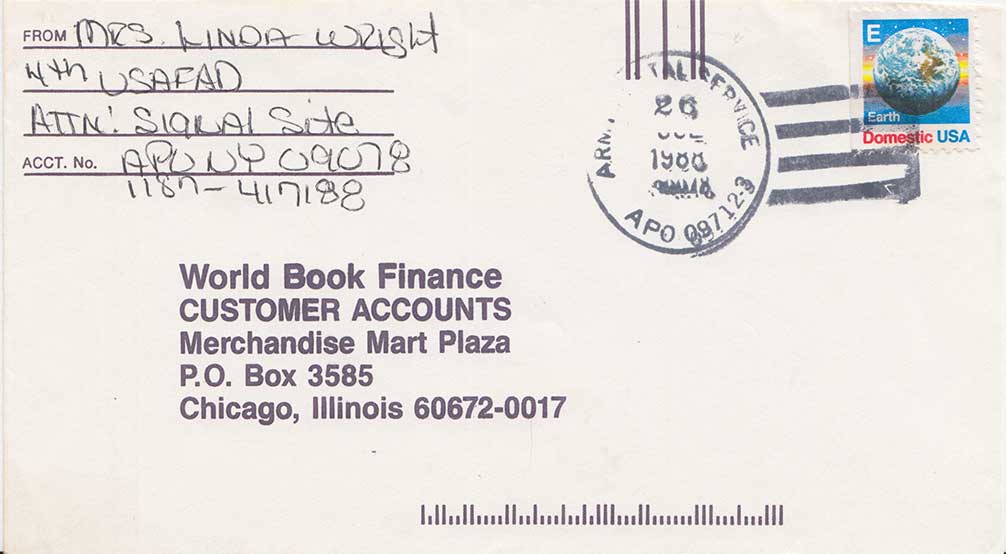 FROM MRS. LINDA WRIGHT
4th USAFAD
ATTN: Signal Site
ACCT. No. APO NY 09078
1187-417188
TAL SERVICE
26
1988
APO 09712-3
E
Earth
Domestic USA
World Book Finance
CUSTOMER ACCOUNTS
Merchandise Mart Plaza
P.O. Box 3585
Chicago, Illinois 60672-0017